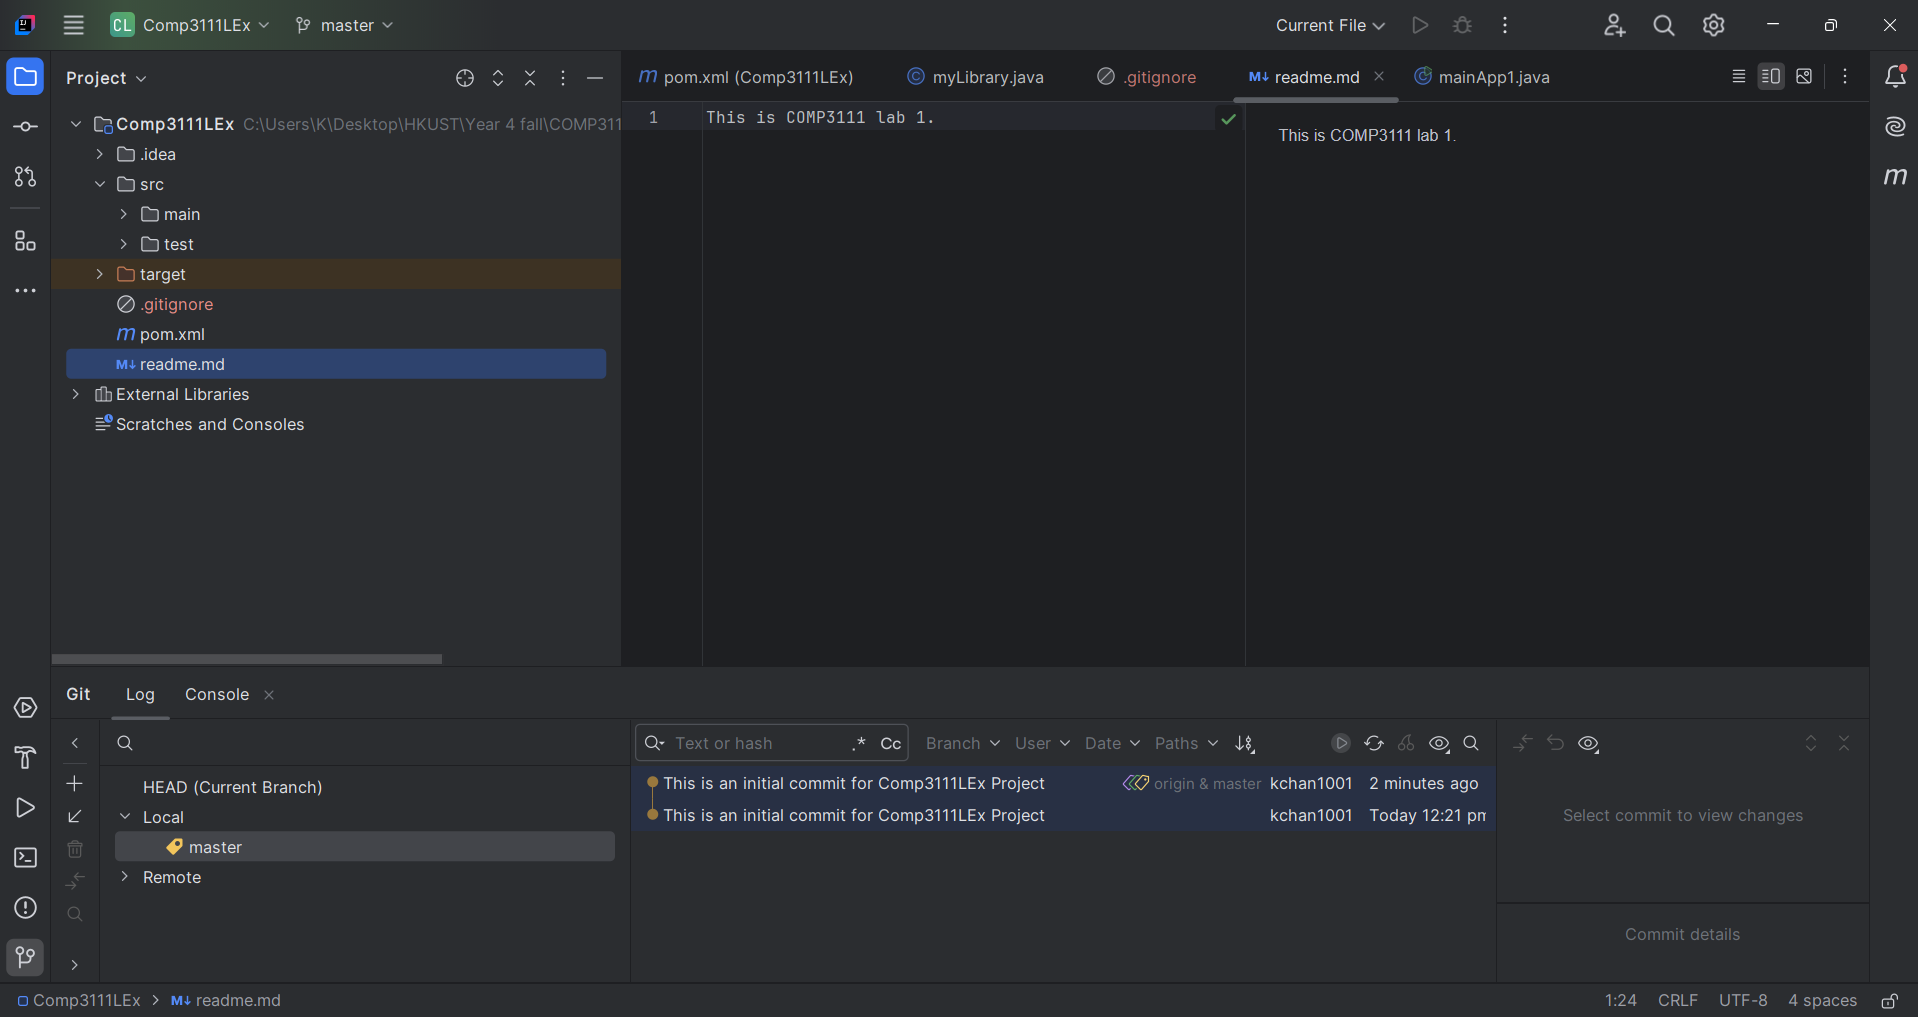 CL Comp3111LEx master Current File
Project
pom.xml (Comp3111LEx) myLibrary.java .gitignore M↓ readme.md mainApp1.java
Comp3111LEx C:\Users\K\Desktop\HKUST\Year 4 fall\COMP311
.idea
src
main
test
target
.gitignore
m pom.xml
M↓ readme.md
External Libraries
Scratches and Consoles
1 This is COMP3111 lab 1.
This is COMP3111 lab 1.
Git Log Console
Text or hash .* Cc Branch User Date Paths
HEAD (Current Branch)
Local
master
Remote
This is an initial commit for Comp3111LEx Project origin & master kchan1001 2 minutes ago
This is an initial commit for Comp3111LEx Project kchan1001 Today 12:21 pm
Select commit to view changes
Commit details
Comp3111LEx M↓ readme.md 1:24 CRLF UTF-8 4 spaces